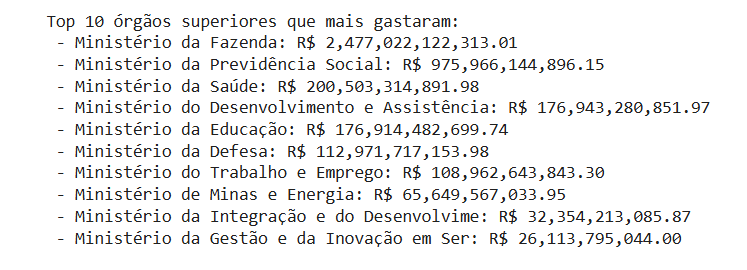 Top 10 órgãos superiores que mais gastaram:
- Ministério da Fazenda: R$ 2,477,022,122,313.01
- Ministério da Previdência Social: R$ 975,966,144,896.15
- Ministério da Saúde: R$ 200,503,314,891.98
- Ministério do Desenvolvimento e Assistência: R$ 176,943,280,851.97
- Ministério da Educação: R$ 176,914,482,699.74
- Ministério da Defesa: R$ 112,971,717,153.98
- Ministério do Trabalho e Emprego: R$ 108,962,643,843.30
- Ministério de Minas e Energia: R$ 65,649,567,033.95
- Ministério da Integração e do Desenvolvime: R$ 32,354,213,085.87
- Ministério da Gestão e da Inovação em Ser: R$ 26,113,795,044.00